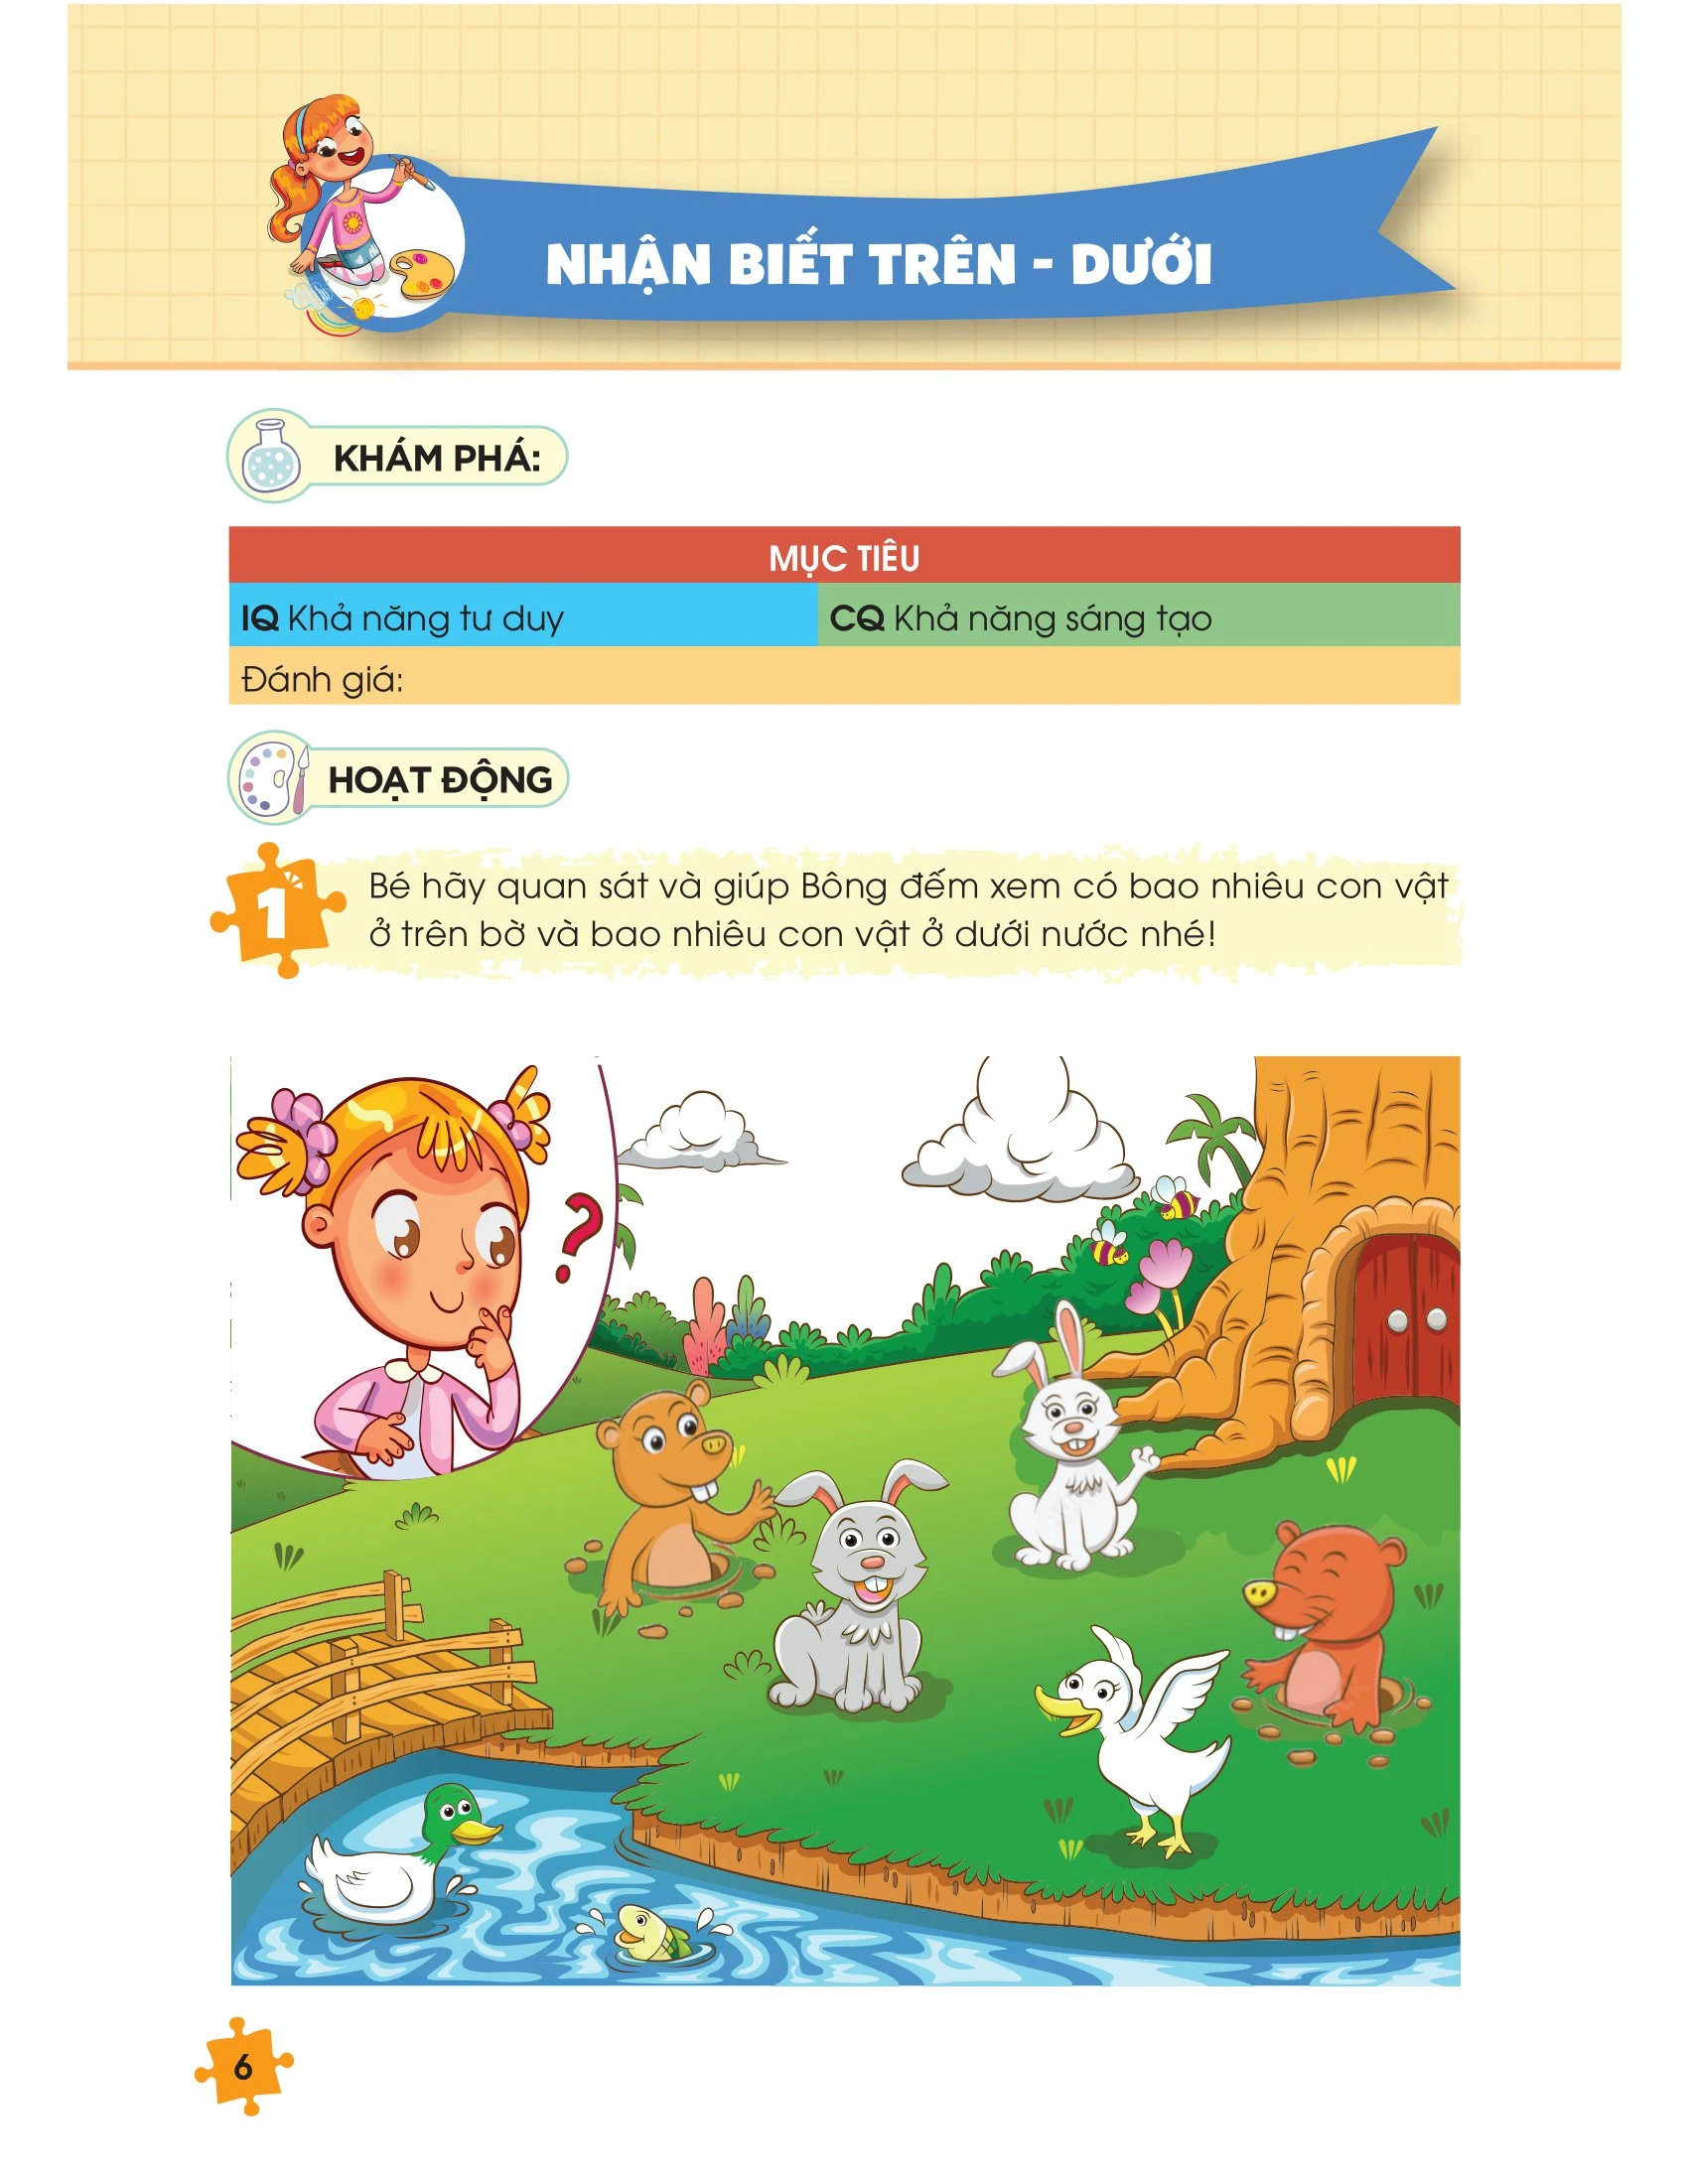 NHẬN BIẾT TRÊN - DƯỚI
KHÁM PHÁ:
MỤC TIÊU
IQ Khả năng tư duy
CQ Khả năng sáng tạo
Đánh giá:
HOẠT ĐỘNG
1
Bé hãy quan sát và giúp Bông đếm xem có bao nhiêu con vật
ở trên bờ và bao nhiêu con vật ở dưới nước nhé!
?
6